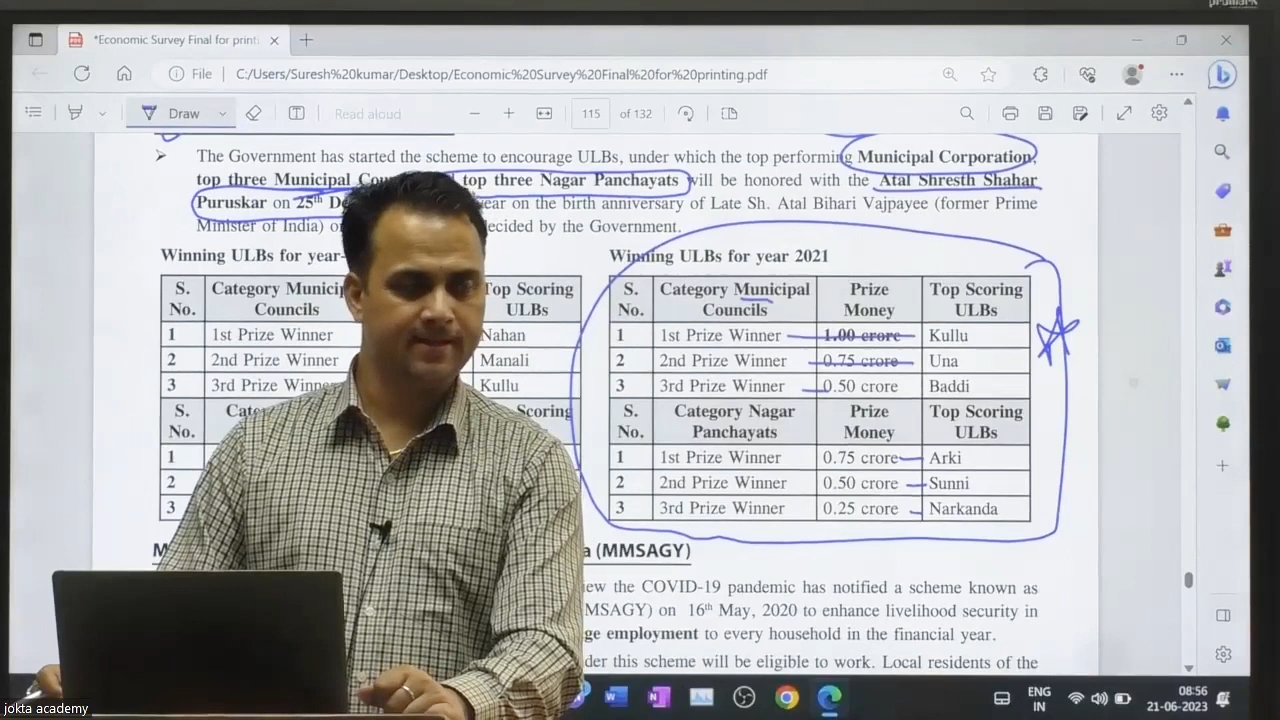 promark
*Economic Survey Final for printi
File C:/Users/Suresh%20kumar/Desktop/Economic%20Survey%20Final%20for%20printing.pdf
Draw Read aloud 115 of 132
➤ The Government has started the scheme to encourage ULBs, under which the top performing Municipal Corporation,
top three Municipal Cou top three Nagar Panchayats will be honored with the Atal Shresth Shahar
Puruskar on 25th De year on the birth anniversary of Late Sh. Atal Bihari Vajpayee (former Prime
Minister of India) o decided by the Government.
Winning ULBs for year-
S. No. Category Municip Councils Top Scoring ULBs
1 1st Prize Winner Nahan
2 2nd Prize Winner Manali
3 3rd Prize Winne Kullu
S. No. Cate Scoring
1
2
3
Winning ULBs for year 2021
S. No. Category Municipal Councils Prize Money Top Scoring ULBs
1 1st Prize Winner 1.00 crore Kullu
2 2nd Prize Winner 0.75 crore Una
3 3rd Prize Winner 0.50 crore Baddi
S. No. Category Nagar Panchayats Prize Money Top Scoring ULBs
1 1st Prize Winner 0.75 crore Arki
2 2nd Prize Winner 0.50 crore Sunni
3 3rd Prize Winner 0.25 crore Narkanda
M a (MMSAGY)
iew the COVID-19 pandemic has notified a scheme known as
MSAGY) on 16th May, 2020 to enhance livelihood security in
ge employment to every household in the financial year.
der this scheme will be eligible to work. Local residents of the
ENG IN 08:56 21-06-2023
jokta academy